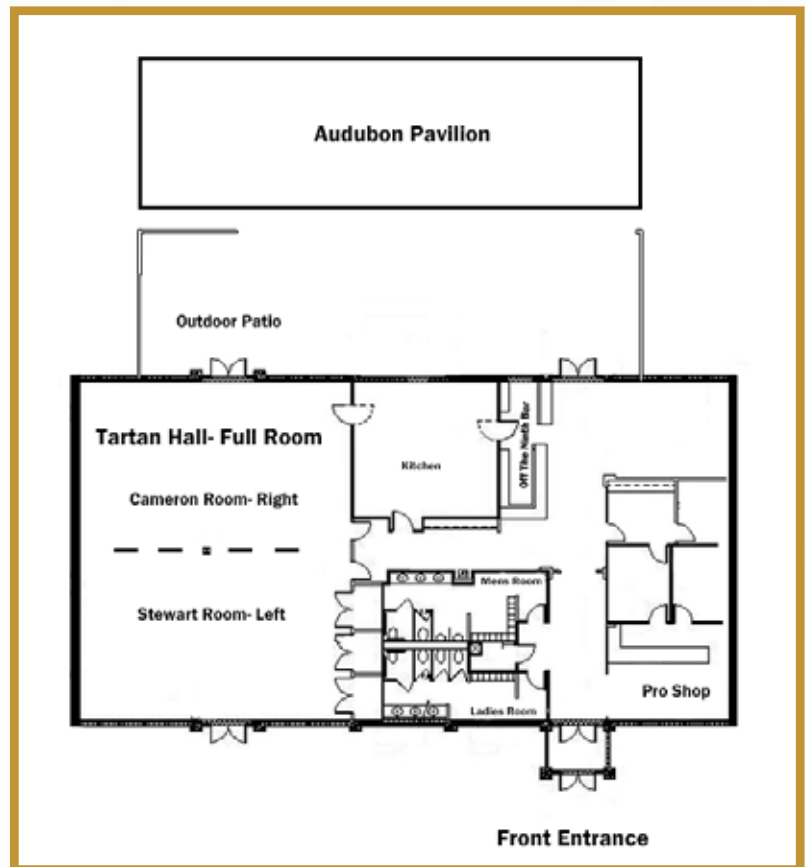 Audubon Pavilion
Outdoor Patio
Tartan Hall- Full Room
Off The Ninth Bar
Kitchen
Cameron Room- Right
Mens Room
Stewart Room- Left
Pro Shop
Ladies Room
Front Entrance